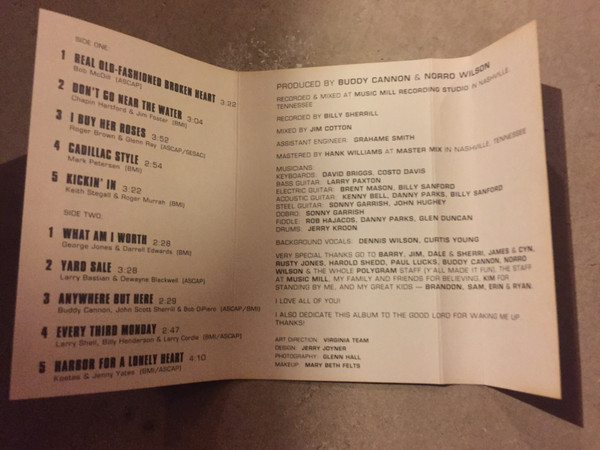 SIDE ONE:
1 REAL OLD-FASHIONED BROKEN HEART 3:22
Bob McDill (ASCAP)
2 DON'T GO NEAR THE WATER 3:04
Chapin Hartford & Jim Foster (BMI)
3 I BUY HER ROSES 3:52
Roger Brown & Glenn Ray (ASCAP/SESAC)
4 CADILLAC STYLE 2:54
Mark Petersen (BMI)
5 KICKIN' IN 3:22
Keith Stegall & Roger Murrah (BMI)
SIDE TWO:
1 WHAT AM I WORTH 2:28
George Jones & Darrell Edwards (BMI)
2 YARD SALE 3:28
Larry Bastian & Dewayne Blackwell (ASCAP)
3 ANYWHERE BUT HERE 2:29
Buddy Cannon, John Scott Sherrill & Bob DiPiero (ASCAP/BMI)
4 EVERY THIRD MONDAY 2:47
Larry Shell, Billy Henderson & Larry Cordle (BMI/ASCAP)
5 HARBOR FOR A LONELY HEART 4:10
Kostas & Jenny Yates (BMI/ASCAP)
PRODUCED BY BUDDY CANNON & NORRO WILSON
RECORDED & MIXED AT MUSIC MILL RECORDING STUDIO IN NASHVILLE,
TENNESSEE
RECORDED BY BILLY SHERRILL
MIXED BY JIM COTTON
ASSISTANT ENGINEER: GRAHAME SMITH
MASTERED BY HANK WILLIAMS AT MASTER MIX IN NASHVILLE, TENNESSEE
MUSICIANS:
KEYBOARDS: DAVID BRIGGS, COSTO DAVIS
BASS GUITAR: LARRY PAXTON
ELECTRIC GUITAR: BRENT MASON, BILLY SANFORD
ACOUSTIC GUITAR: KENNY BELL, DANNY PARKS, BILLY SANFORD
STEEL GUITAR: SONNY GARRISH, JOHN HUGHEY
DOBRO: SONNY GARRISH
FIDDLE: ROB HAJACOS, DANNY PARKS, GLEN DUNCAN
DRUMS: JERRY KROON
BACKGROUND VOCALS: DENNIS WILSON, CURTIS YOUNG
VERY SPECIAL THANKS GO TO BARRY, JIM, DALE & SHERRI, JAMES & CYN,
RUSTY JONES, HAROLD SHEDD, PAUL LUCKS, BUDDY CANNON, NORRO
WILSON & THE WHOLE POLYGRAM STAFF (Y'ALL MADE IT FUN), THE STAFF
AT MUSIC MILL, MY FAMILY AND FRIENDS FOR BELIEVING, KIM FOR
STANDING BY ME, AND MY GREAT KIDS — BRANDON, SAM, ERIN & RYAN.
I LOVE ALL OF YOU!
I ALSO DEDICATE THIS ALBUM TO THE GOOD LORD FOR WAKING ME UP.
THANKS!
ART DIRECTION: VIRGINIA TEAM
DESIGN: JERRY JOYNER
PHOTOGRAPHY: GLENN HALL
MAKEUP: MARY BETH FELTS